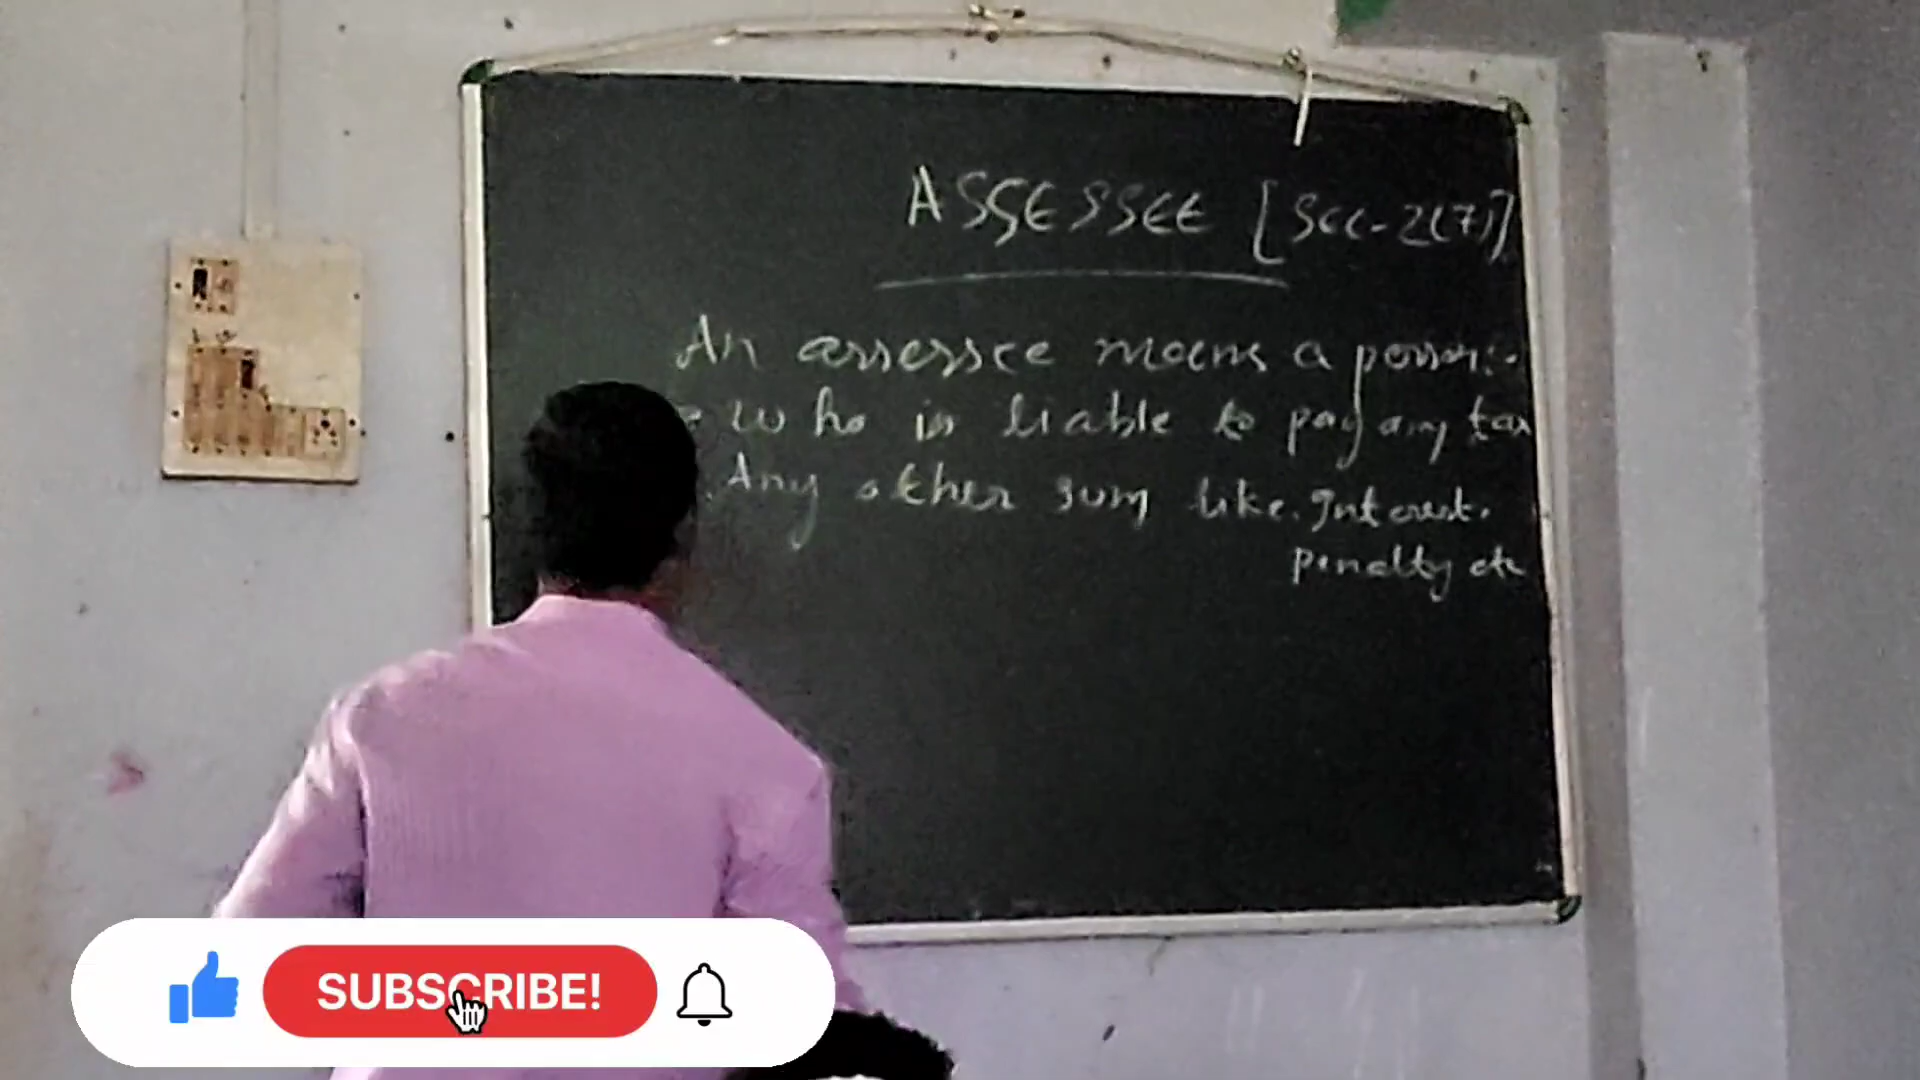 ASSESSEE [Sec-2(7)]
An assessee means a person:-
who is liable to pay any tax
Any other sum like. Interest.
penalty etc
SUBSCRIBE!